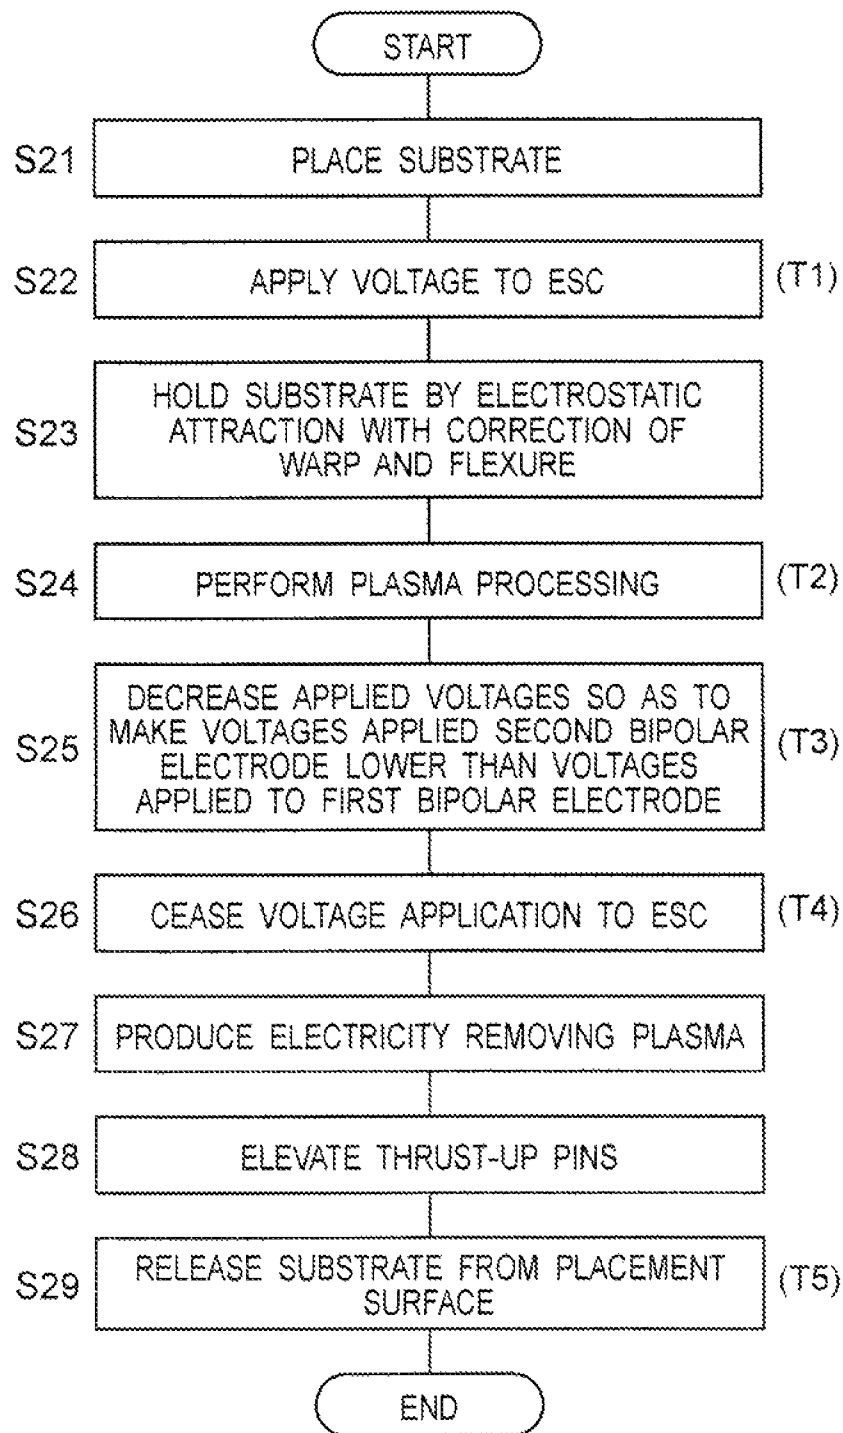 START
S21
PLACE SUBSTRATE
S22
APPLY VOLTAGE TO ESC
(T1)
S23
HOLD SUBSTRATE BY ELECTROSTATIC
ATTRACTION WITH CORRECTION OF
WARP AND FLEXURE
S24
PERFORM PLASMA PROCESSING
(T2)
S25
DECREASE APPLIED VOLTAGES SO AS TO
MAKE VOLTAGES APPLIED SECOND BIPOLAR
ELECTRODE LOWER THAN VOLTAGES
APPLIED TO FIRST BIPOLAR ELECTRODE
(T3)
S26
CEASE VOLTAGE APPLICATION TO ESC
(T4)
S27
PRODUCE ELECTRICITY REMOVING PLASMA
S28
ELEVATE THRUST-UP PINS
S29
RELEASE SUBSTRATE FROM PLACEMENT
SURFACE
(T5)
END